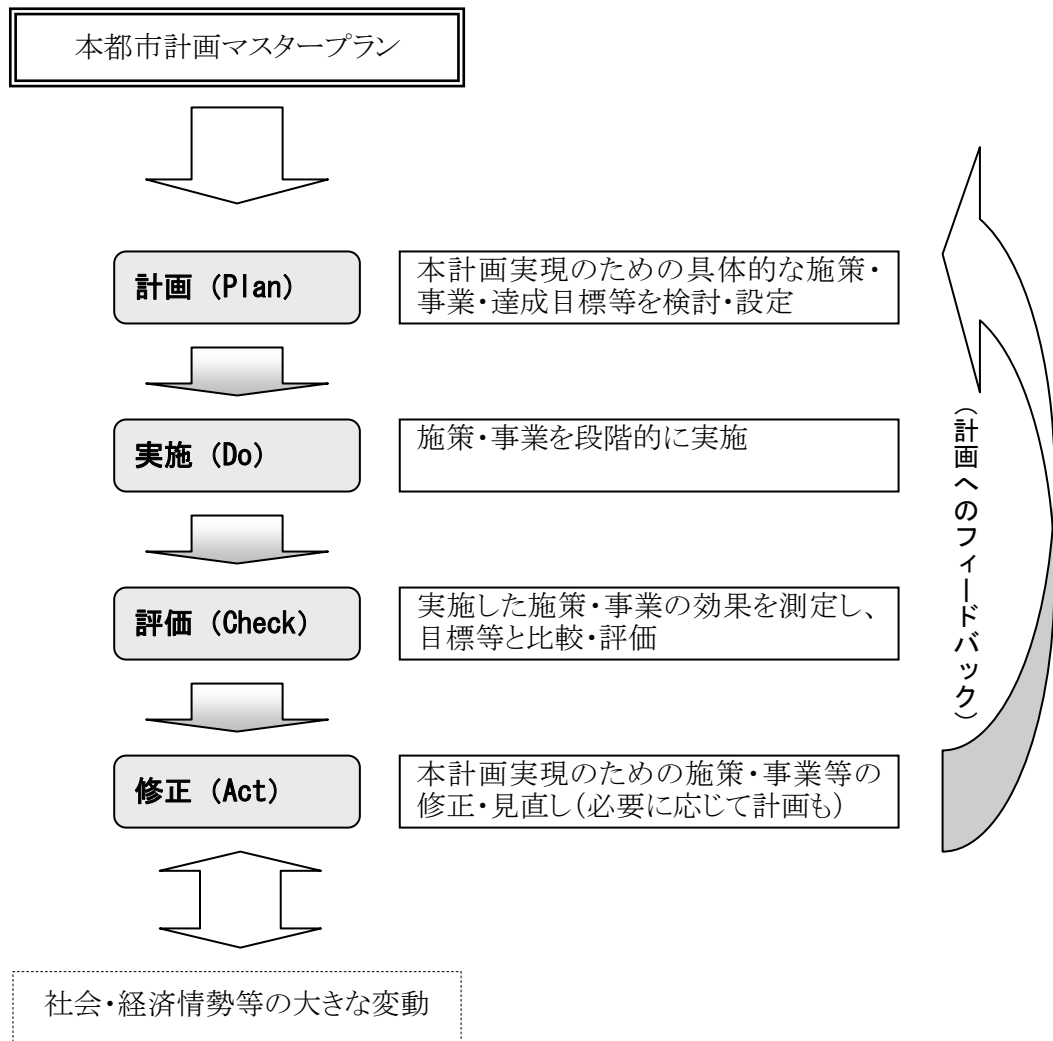 本都市計画マスタープラン
計画 (Plan)
本計画実現のための具体的な施策・
事業・達成目標等を検討・設定
実施 (Do)
施策・事業を段階的に実施
評価 (Check)
実施した施策・事業の効果を測定し、
目標等と比較・評価
修正 (Act)
本計画実現のための施策・事業等の
修正・見直し(必要に応じて計画も)
(計画へのフィードバック)
社会・経済情勢等の大きな変動